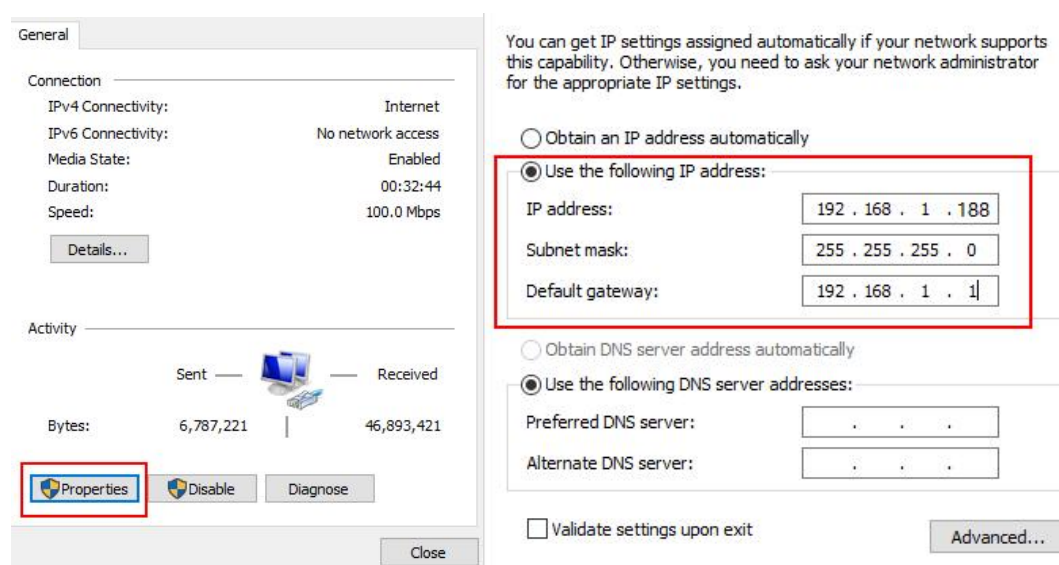 General
Connection
IPv4 Connectivity: Internet
IPv6 Connectivity: No network access
Media State: Enabled
Duration: 00:32:44
Speed: 100.0 Mbps
Details...
Activity
Sent Received
Bytes: 6,787,221 46,893,421
Properties Disable Diagnose
Close
You can get IP settings assigned automatically if your network supports
this capability. Otherwise, you need to ask your network administrator
for the appropriate IP settings.
Obtain an IP address automatically
Use the following IP address:
IP address: 192 . 168 . 1 . 188
Subnet mask: 255 . 255 . 255 . 0
Default gateway: 192 . 168 . 1 . 1
Obtain DNS server address automatically
Use the following DNS server addresses:
Preferred DNS server: . . .
Alternate DNS server: . . .
Validate settings upon exit
Advanced...